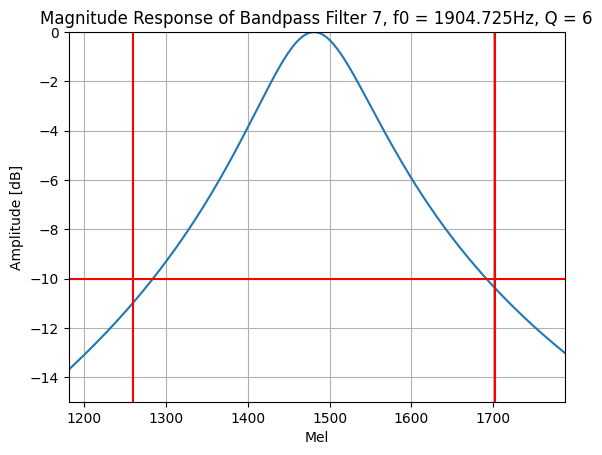 Magnitude Response of Bandpass Filter 7, f0 = 1904.725Hz, Q = 6
0
−2
−4
−6
−8
−10
−12
−14
Amplitude [dB]
1200 1300 1400 1500 1600 1700
Mel